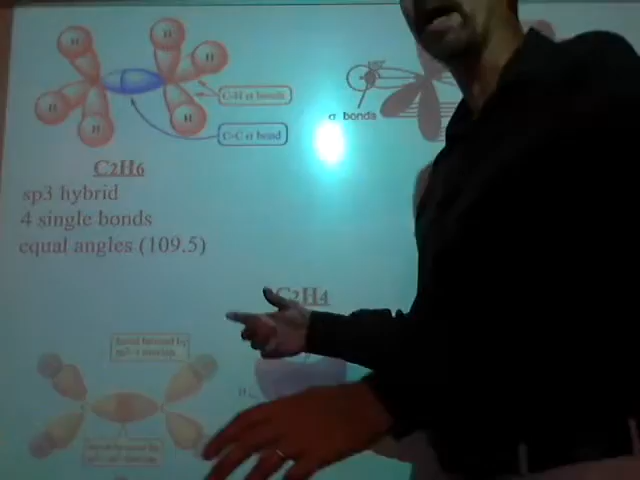 H
H
H
H
H
H
C-H σ bonds
C-C σ bond
σ bonds
C2H6
sp3 hybrid
4 single bonds
equal angles (109.5)
C2H4